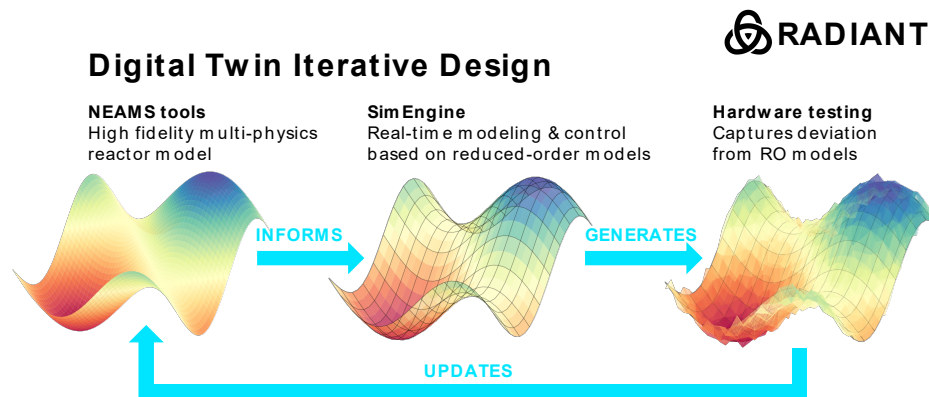 RADIANT
Digital Twin Iterative Design
NEAMS tools
High fidelity multi-physics
reactor model
SimEngine
Real-time modeling & control
based on reduced-order models
Hardware testing
Captures deviation
from RO models
INFORMS
GENERATES
UPDATES